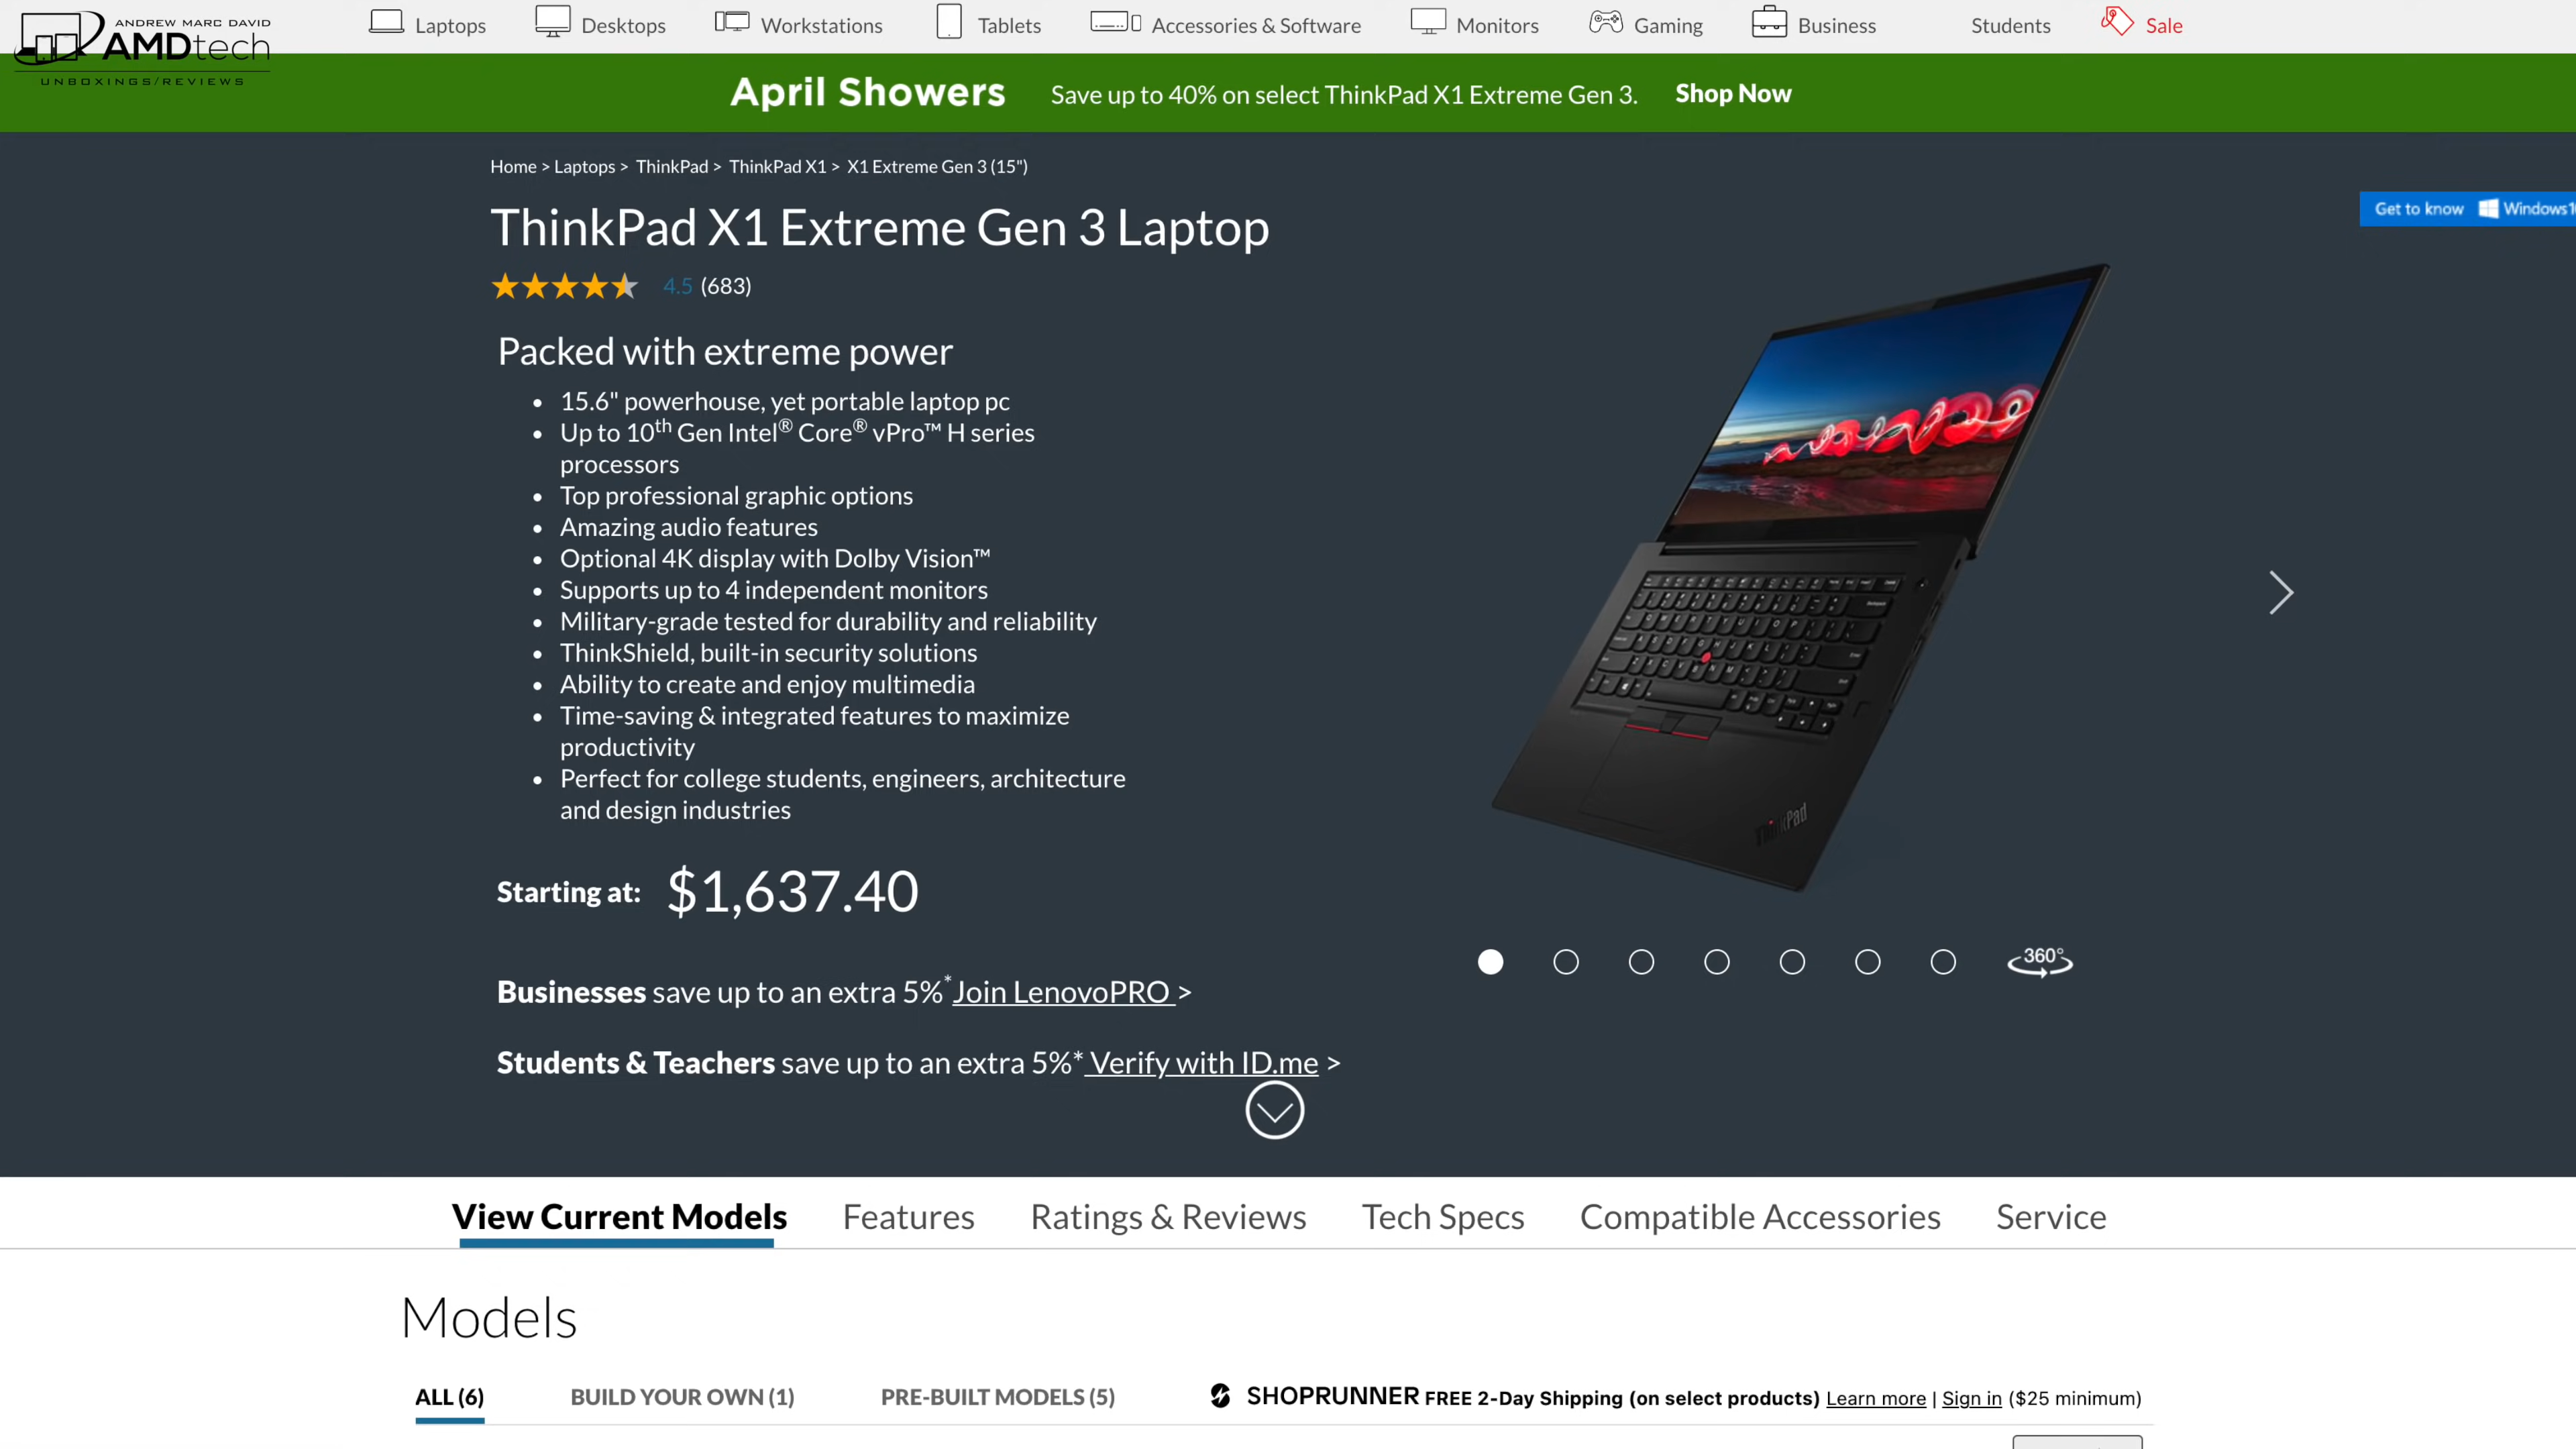 ANDREW MARC DAVID
AMDtech
UNBOXINGS/REVIEWS
Laptops
Desktops
Workstations
Tablets
Accessories & Software
Monitors
Gaming
Business
Students
Sale
April Showers Save up to 40% on select ThinkPad X1 Extreme Gen 3. Shop Now
Home > Laptops > ThinkPad > ThinkPad X1 > X1 Extreme Gen 3 (15")
Get to know Windows 1
ThinkPad X1 Extreme Gen 3 Laptop
4.5 (683)
Packed with extreme power
• 15.6" powerhouse, yet portable laptop pc
• Up to 10th Gen Intel® Core® vPro™ H series
processors
• Top professional graphic options
• Amazing audio features
• Optional 4K display with Dolby Vision™
• Supports up to 4 independent monitors
• Military-grade tested for durability and reliability
• ThinkShield, built-in security solutions
• Ability to create and enjoy multimedia
• Time-saving & integrated features to maximize
productivity
• Perfect for college students, engineers, architecture
and design industries
ThinkPad
Starting at: $1,637.40
360°
Businesses save up to an extra 5%* Join LenovoPRO >
Students & Teachers save up to an extra 5%* Verify with ID.me >
View Current Models
Features
Ratings & Reviews
Tech Specs
Compatible Accessories
Service
Models
ALL (6)
BUILD YOUR OWN (1)
PRE-BUILT MODELS (5)
SHOPRUNNER FREE 2-Day Shipping (on select products) Learn more | Sign in ($25 minimum)